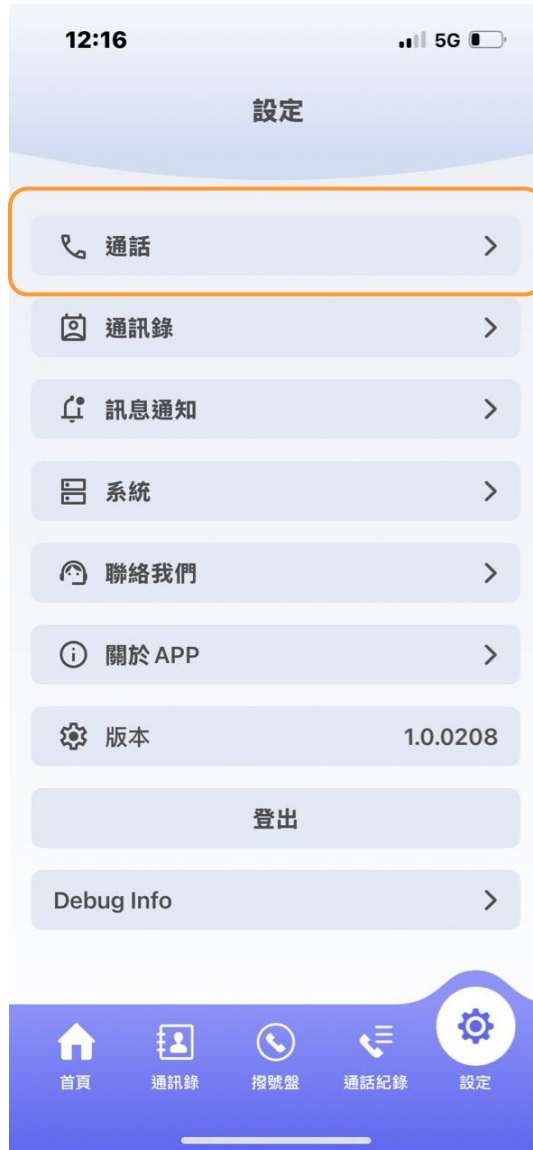 12:16 5G
設定
通話
通訊錄
訊息通知
系統
聯絡我們
關於 APP
版本 1.0.0208
登出
Debug Info
首頁 通訊錄 撥號盤 通話紀錄 設定